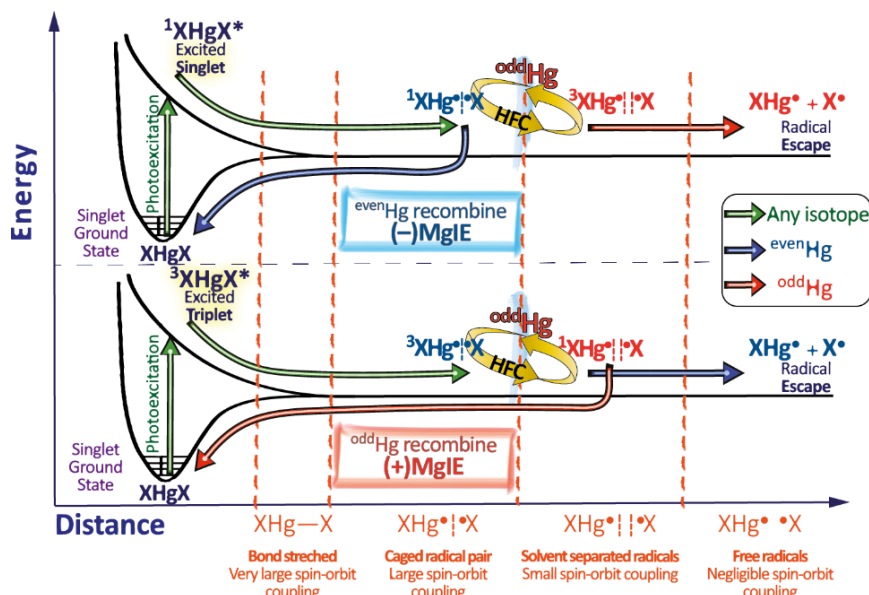 ¹XHgX*
Excited
Singlet
Photoexcitation
Singlet
Ground
State
XHgX
¹XHg•¦•X
oddHg
HFC
³XHg•¦¦•X
XHg• + X•
Radical
Escape
evenHg recombine
(–)MgIE
Any isotope
evenHg
oddHg
³XHgX*
Excited
Triplet
Photoexcitation
Singlet
Ground
State
XHgX
³XHg•¦•X
oddHg
HFC
¹XHg•¦¦•X
XHg• + X•
Radical
Escape
oddHg recombine
(+)MgIE
Energy
Distance
XHg—X
Bond streched
Very large spin-orbit
coupling
XHg•¦•X
Caged radical pair
Large spin-orbit
coupling
XHg•¦¦•X
Solvent separated radicals
Small spin-orbit coupling
XHg• •X
Free radicals
Negligible spin-orbit
coupling